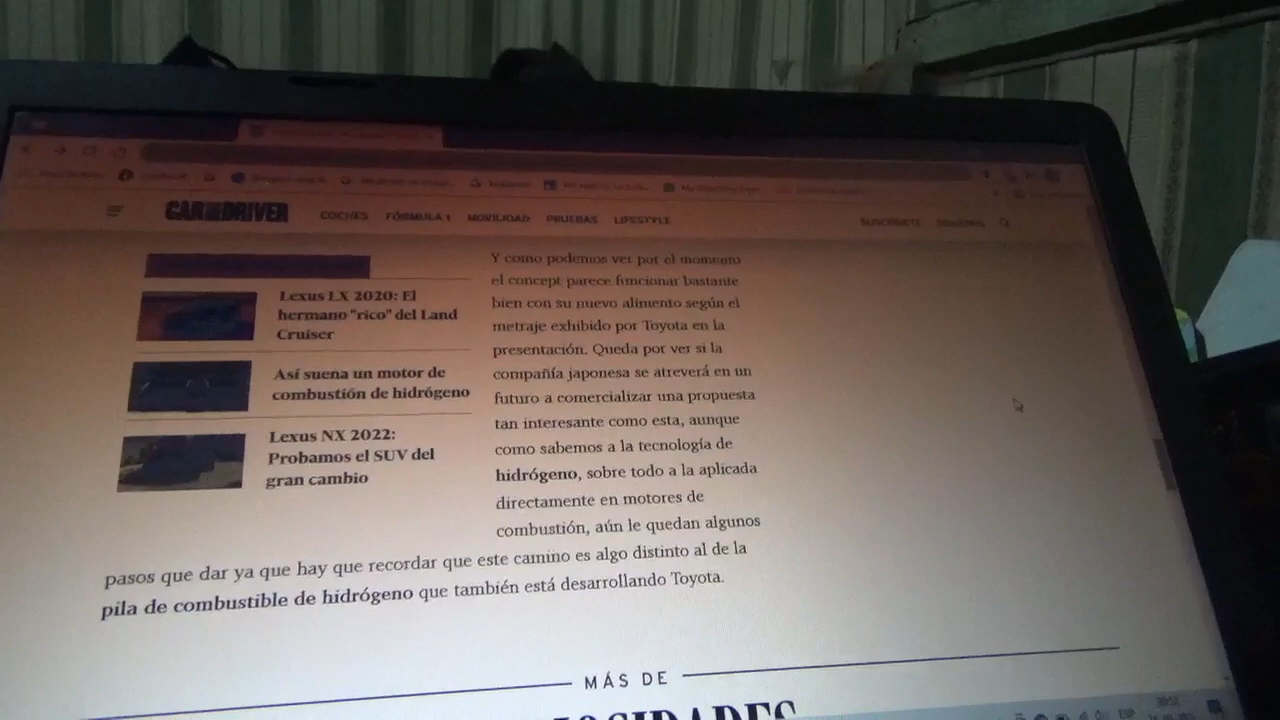 CAR AND DRIVER
COCHES FÓRMULA 1 MOVILIDAD PRUEBAS LIFESTYLE
SUSCRÍBETE
Lexus LX 2020: El
hermano "rico" del Land
Cruiser
Así suena un motor de
combustión de hidrógeno
Lexus NX 2022:
Probamos el SUV del
gran cambio
Y como podemos ver por el momento
el concept parece funcionar bastante
bien con su nuevo alimento según el
metraje exhibido por Toyota en la
presentación. Queda por ver si la
compañía japonesa se atreverá en un
futuro a comercializar una propuesta
tan interesante como esta, aunque
como sabemos a la tecnología de
hidrógeno, sobre todo a la aplicada
directamente en motores de
combustión, aún le quedan algunos
pasos que dar ya que hay que recordar que este camino es algo distinto al de la
pila de combustible de hidrógeno que también está desarrollando Toyota.
MÁS DE